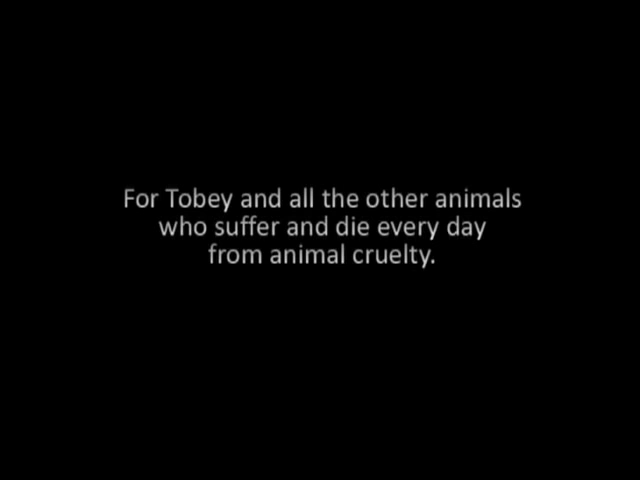 For Tobey and all the other animals
who suffer and die every day
from animal cruelty.